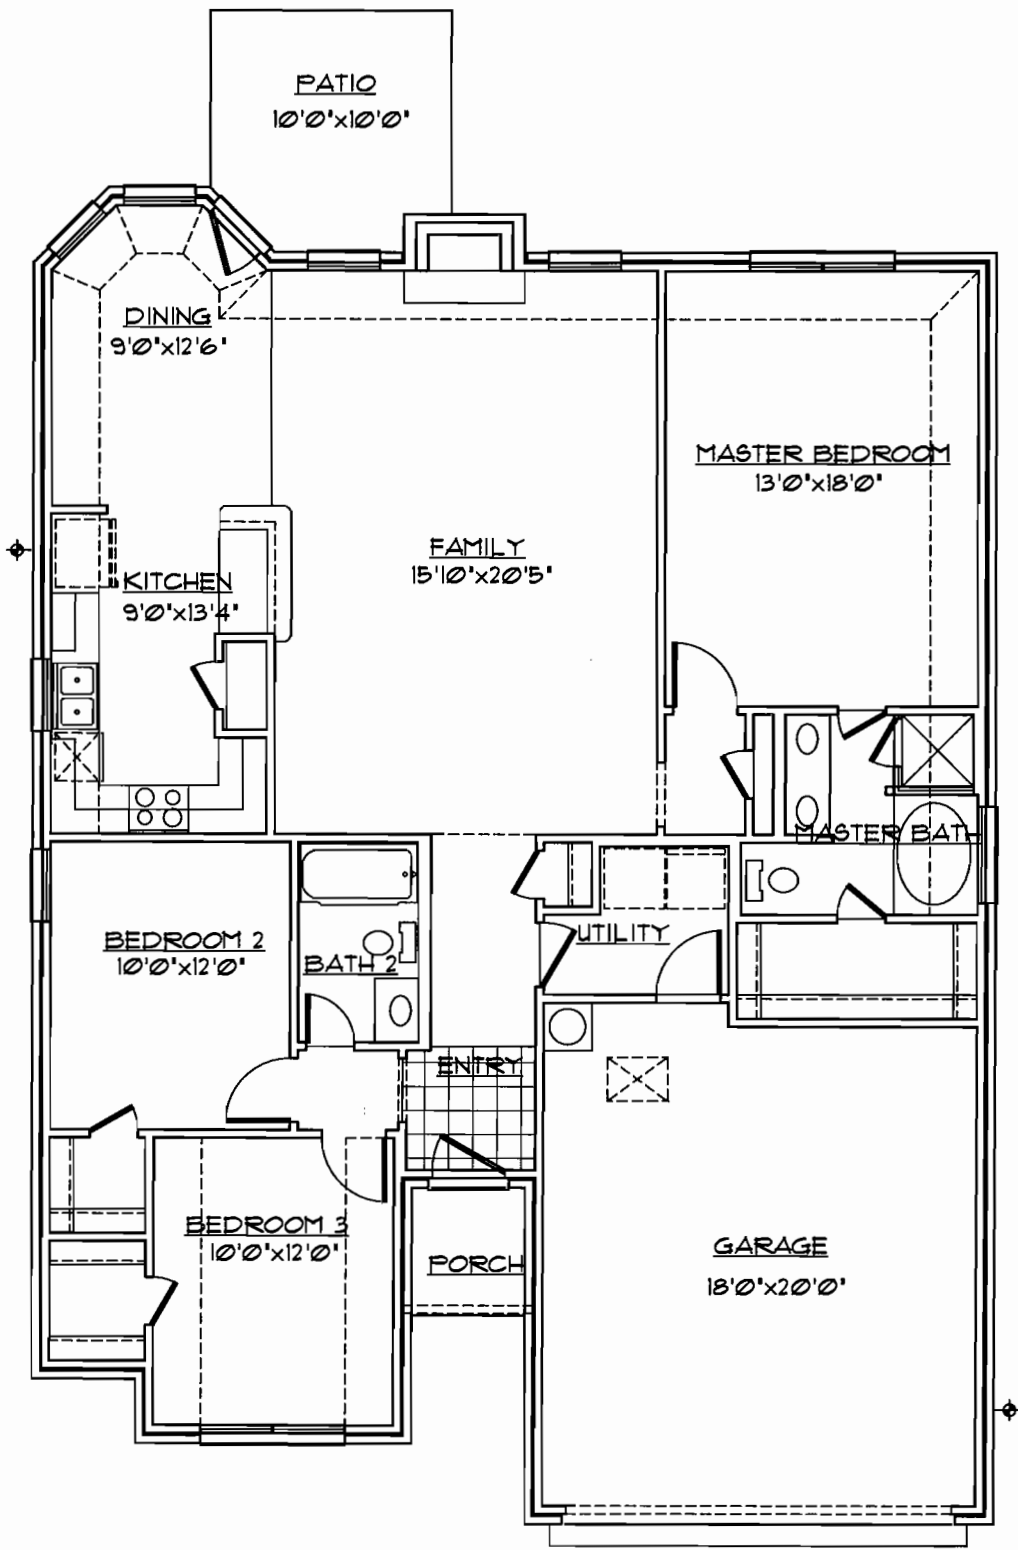 PATIO
10'0"x10'0"
DINING
9'0"x12'6"
MASTER BEDROOM
13'0"x18'0"
FAMILY
15'10"x20'5"
KITCHEN
9'0"x13'4"
MASTER BATH
BEDROOM 2
10'0"x12'0"
BATH 2
UTILITY
ENTRY
BEDROOM 3
10'0"x12'0"
PORCH
GARAGE
18'0"x20'0"